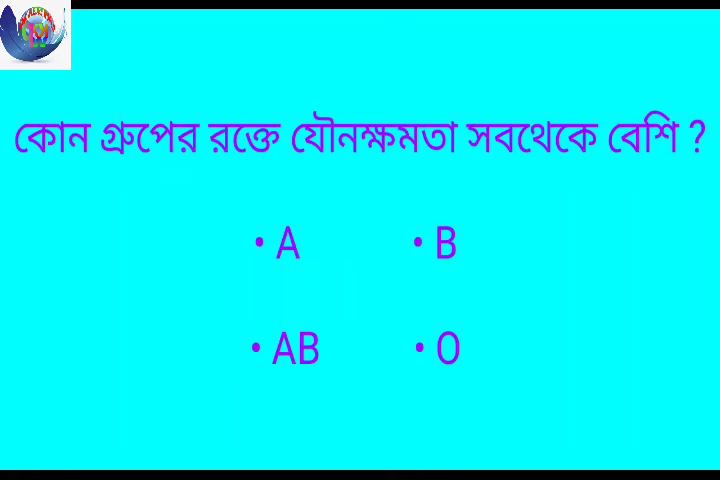 কোন গ্রুপের রক্তে যৌনক্ষমতা সবথেকে বেশি ?
• A • B
• AB • O